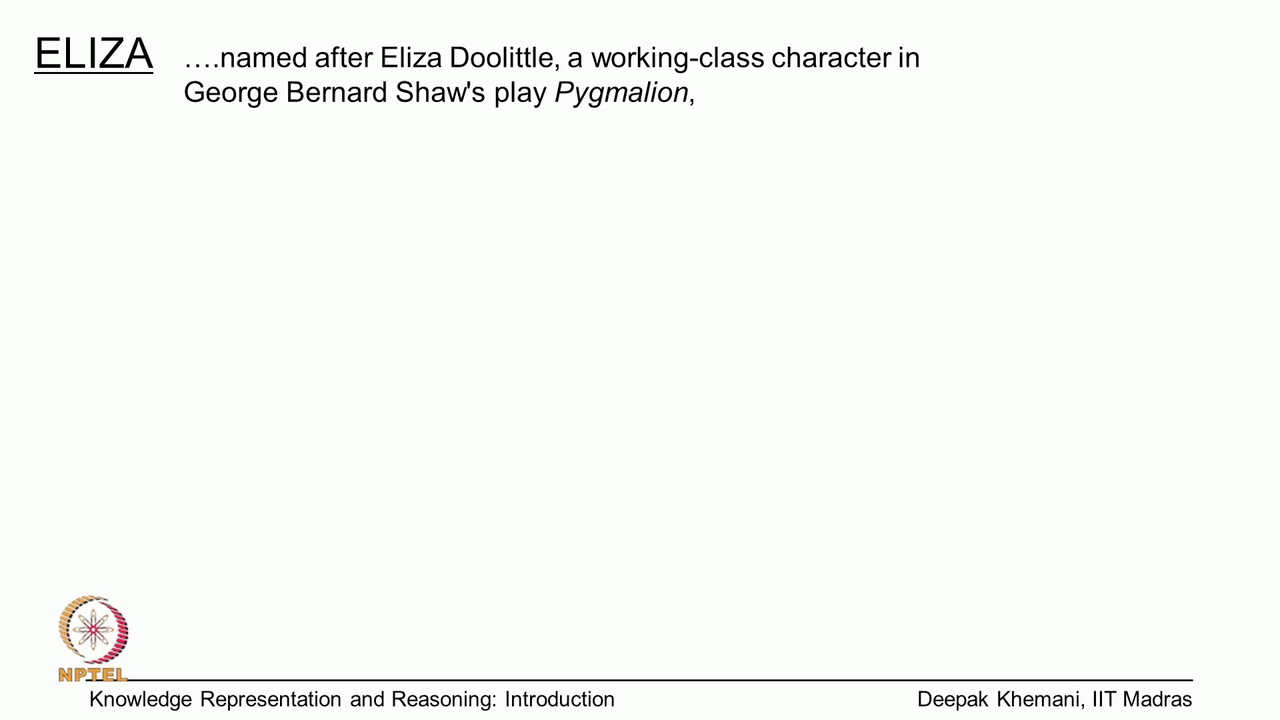 ELIZA
….named after Eliza Doolittle, a working-class character in
George Bernard Shaw's play Pygmalion,
NPTEL
Knowledge Representation and Reasoning: Introduction
Deepak Khemani, IIT Madras